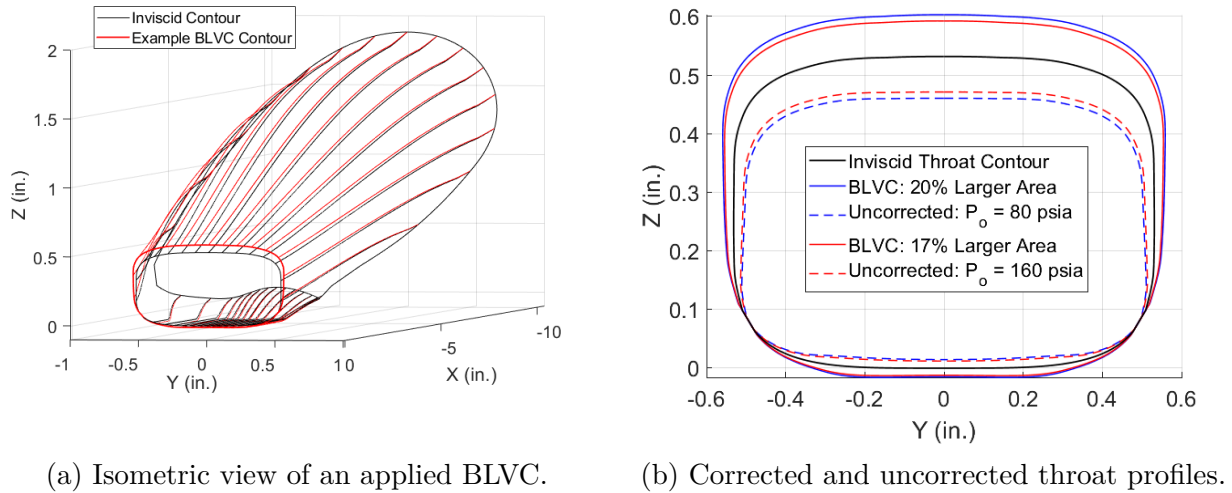 Inviscid Contour
Example BLVC Contour
2
1.5
1
0.5
0
Z (in.)
-1
-0.5
0
0.5
10
-5
-10
Y (in.)
X (in.)
0.6
0.5
0.4
0.3
0.2
0.1
0
Z (in.)
Inviscid Throat Contour
BLVC: 20% Larger Area
Uncorrected: Po = 80 psia
BLVC: 17% Larger Area
Uncorrected: Po = 160 psia
-0.6
-0.4
-0.2
0
0.2
0.4
0.6
Y (in.)
(a) Isometric view of an applied BLVC.
(b) Corrected and uncorrected throat profiles.